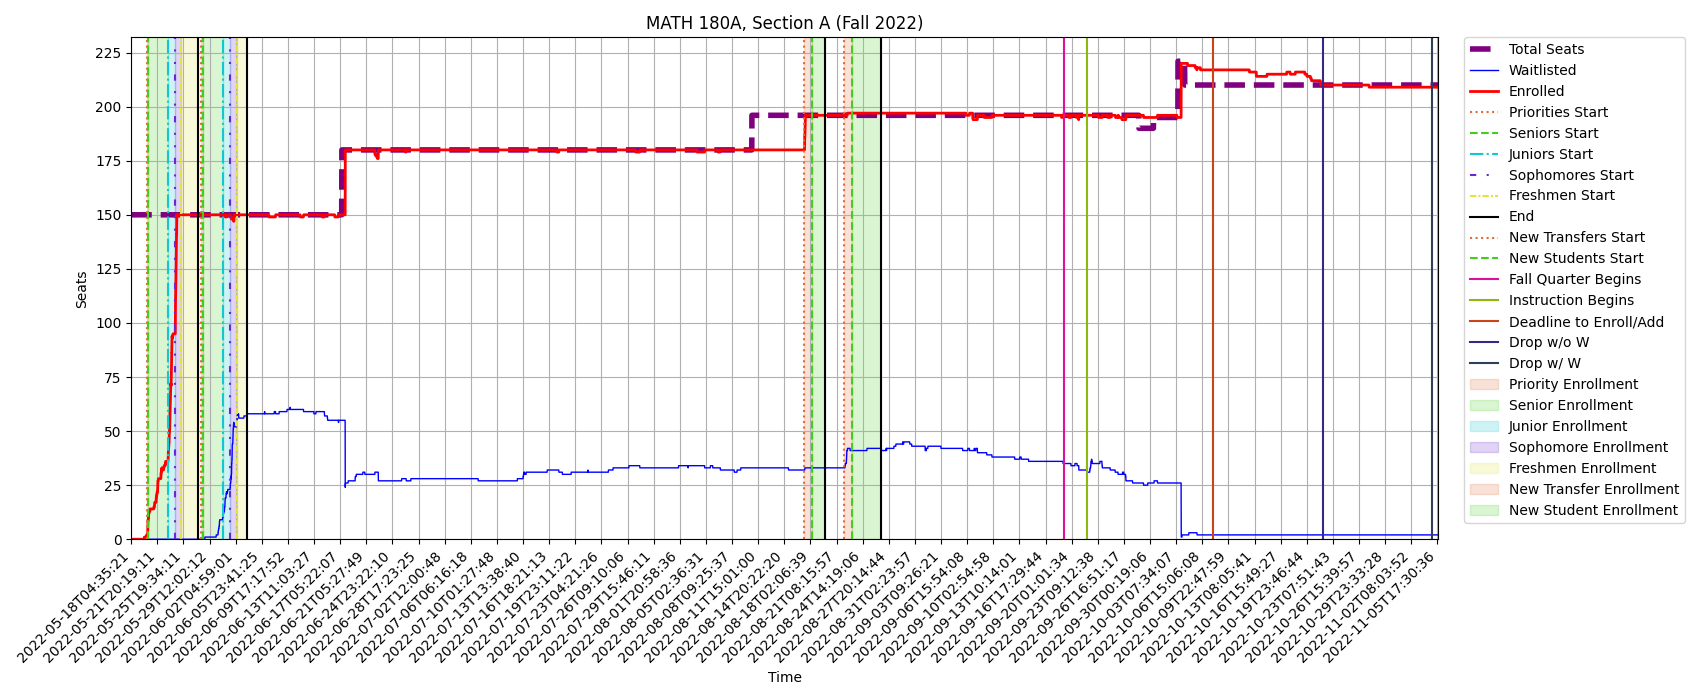 MATH 180A, Section A (Fall 2022)
Seats
225
200
175
150
125
100
75
50
25
0
2022-05-18T04:35:21
2022-05-21T20:19:11
2022-05-25T19:34:11
2022-05-29T12:02:12
2022-06-02T04:59:01
2022-06-05T23:41:25
2022-06-09T17:17:52
2022-06-13T11:03:27
2022-06-17T05:22:07
2022-06-21T05:27:49
2022-06-24T23:22:10
2022-06-28T17:23:25
2022-07-02T12:00:48
2022-07-06T06:16:18
2022-07-10T01:27:48
2022-07-13T13:38:40
2022-07-16T18:21:13
2022-07-19T23:11:22
2022-07-23T04:21:26
2022-07-26T09:10:06
2022-07-29T15:46:11
2022-08-01T20:58:36
2022-08-05T02:36:31
2022-08-08T09:25:37
2022-08-11T15:01:00
2022-08-14T20:22:20
2022-08-18T02:06:39
2022-08-21T08:15:57
2022-08-24T14:19:06
2022-08-27T20:14:44
2022-08-31T02:23:57
2022-09-03T09:26:21
2022-09-06T15:54:08
2022-09-10T02:54:58
2022-09-13T10:14:01
2022-09-16T17:29:44
2022-09-20T01:01:34
2022-09-23T09:12:38
2022-09-26T16:51:17
2022-09-30T00:19:06
2022-10-03T07:34:07
2022-10-06T15:06:08
2022-10-09T22:47:59
2022-10-13T08:05:41
2022-10-16T15:49:27
2022-10-19T23:46:44
2022-10-23T07:51:43
2022-10-26T15:39:57
2022-10-29T23:33:28
2022-11-02T08:03:52
2022-11-05T17:30:36
Time
Total Seats
Waitlisted
Enrolled
Priorities Start
Seniors Start
Juniors Start
Sophomores Start
Freshmen Start
End
New Transfers Start
New Students Start
Fall Quarter Begins
Instruction Begins
Deadline to Enroll/Add
Drop w/o W
Drop w/ W
Priority Enrollment
Senior Enrollment
Junior Enrollment
Sophomore Enrollment
Freshmen Enrollment
New Transfer Enrollment
New Student Enrollment